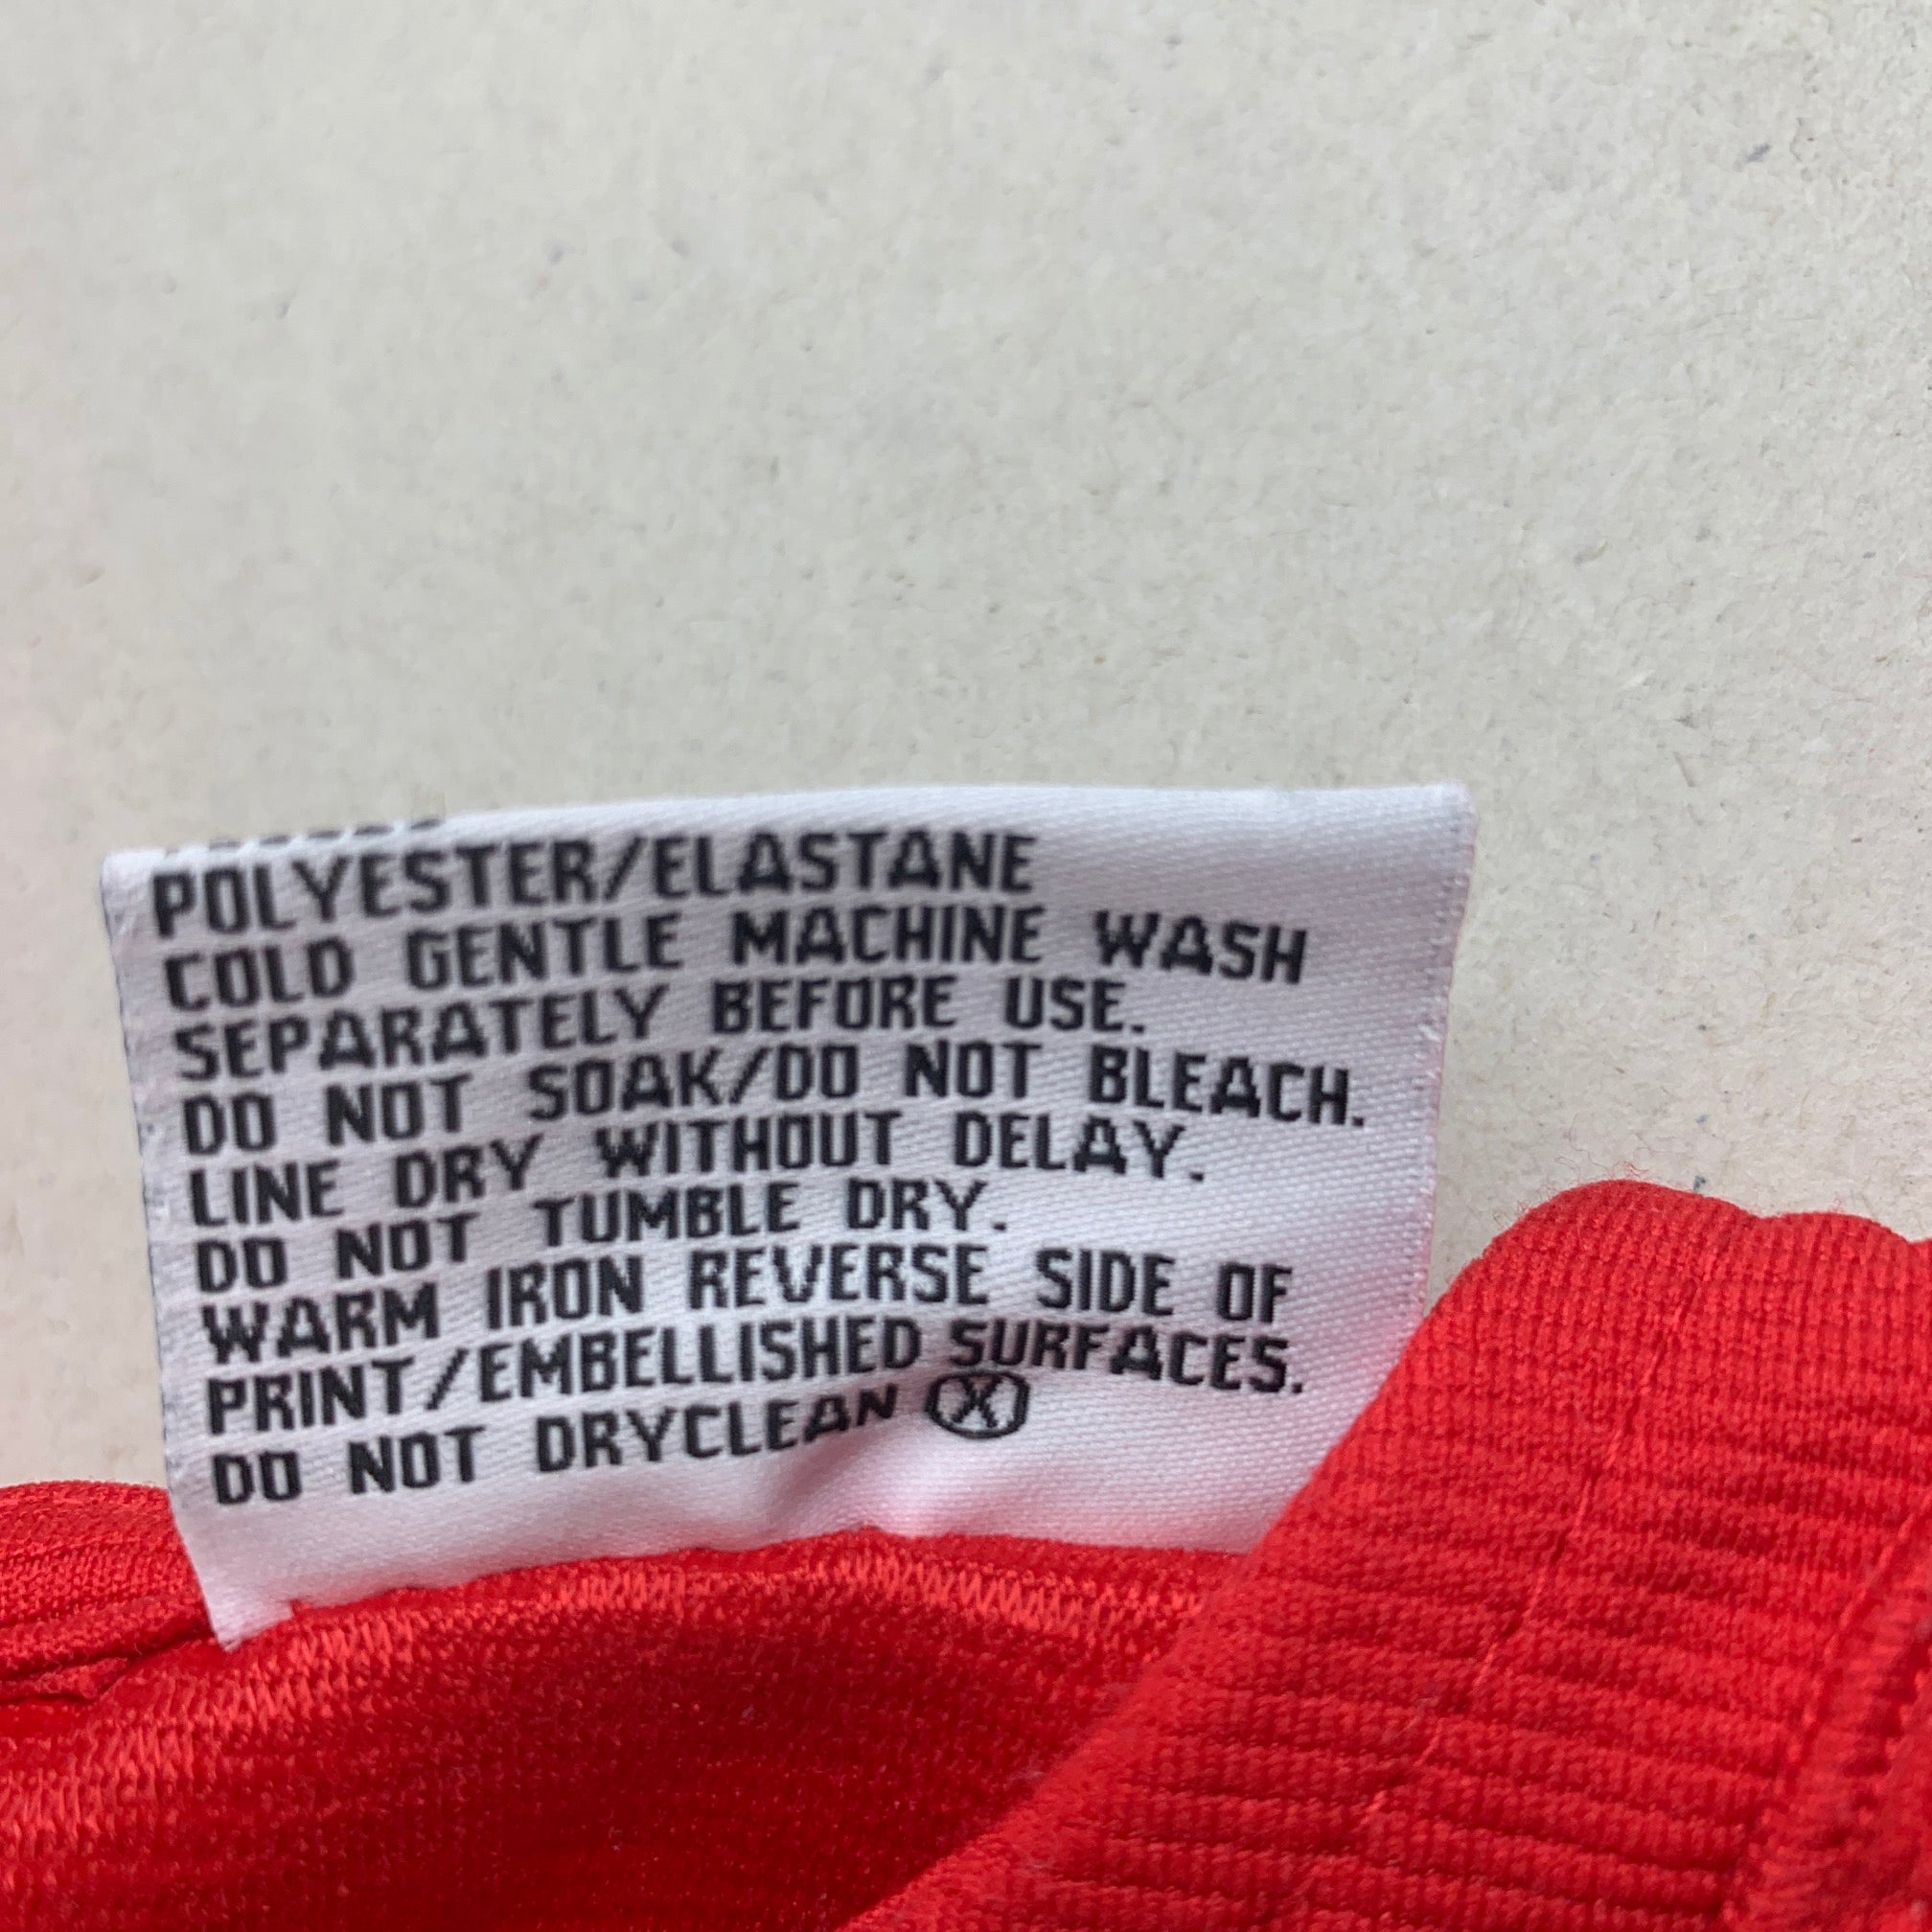 POLYESTER/ELASTANE
COLD GENTLE MACHINE WASH
SEPARATELY BEFORE USE.
DO NOT SOAK/DO NOT BLEACH.
LINE DRY WITHOUT DELAY.
DO NOT TUMBLE DRY.
WARM IRON REVERSE SIDE OF
PRINT/EMBELLISHED SURFACES.
DO NOT DRYCLEAN Ⓧ